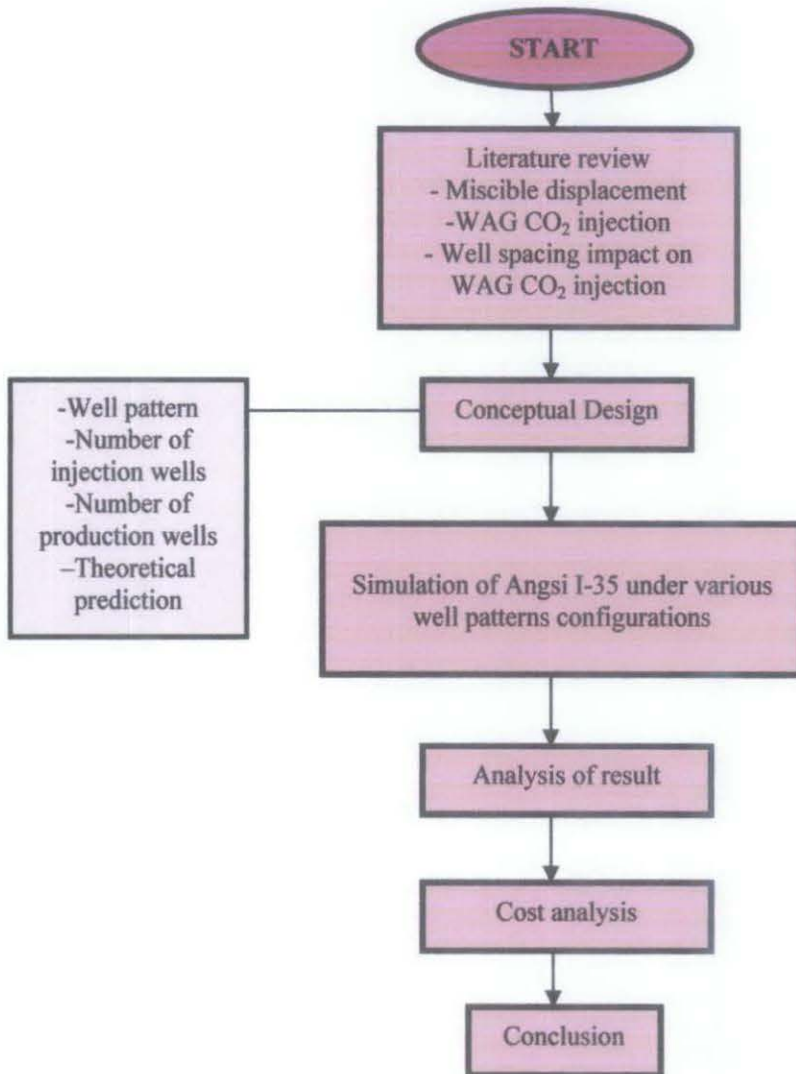 START
Literature review
- Miscible displacement
-WAG CO₂ injection
- Well spacing impact on
WAG CO₂ injection
Conceptual Design
-Well pattern
-Number of
injection wells
-Number of
production wells
–Theoretical
prediction
Simulation of Angsi I-35 under various
well patterns configurations
Analysis of result
Cost analysis
Conclusion